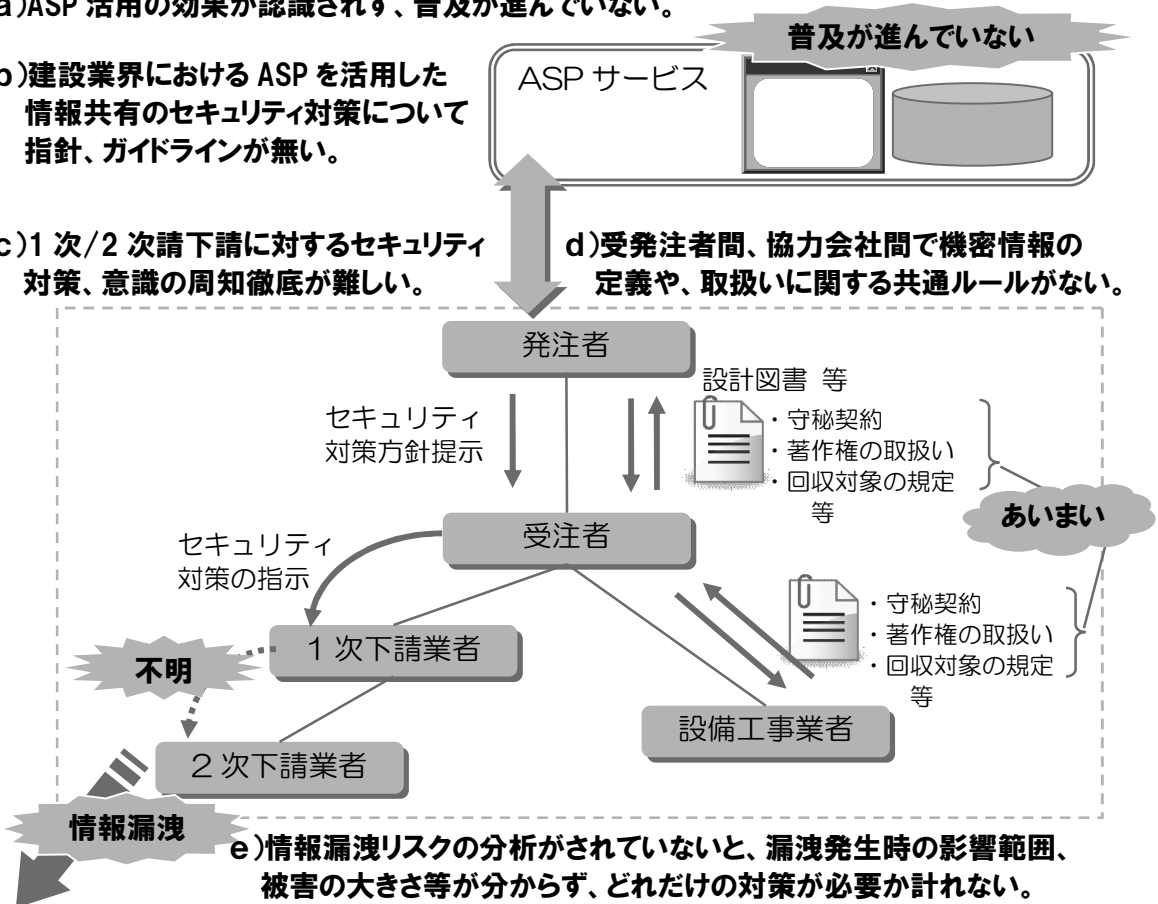 a)ASP 活用の効果が認識されず、普及が進んでいない。
普及が進んでいない
b)建設業界における ASP を活用した
情報共有のセキュリティ対策について
指針、ガイドラインが無い。
ASP サービス
c)1 次/2 次請下請に対するセキュリティ
対策、意識の周知徹底が難しい。
d)受発注者間、協力会社間で機密情報の
定義や、取扱いに関する共通ルールがない。
発注者
設計図書 等
セキュリティ
対策方針提示
・守秘契約
・著作権の取扱い
・回収対象の規定
等
あいまい
受注者
セキュリティ
対策の指示
・守秘契約
・著作権の取扱い
・回収対象の規定
等
1 次下請業者
不明
設備工事業者
2 次下請業者
情報漏洩
e)情報漏洩リスクの分析がされていないと、漏洩発生時の影響範囲、
被害の大きさ等が分からず、どれだけの対策が必要か計れない。